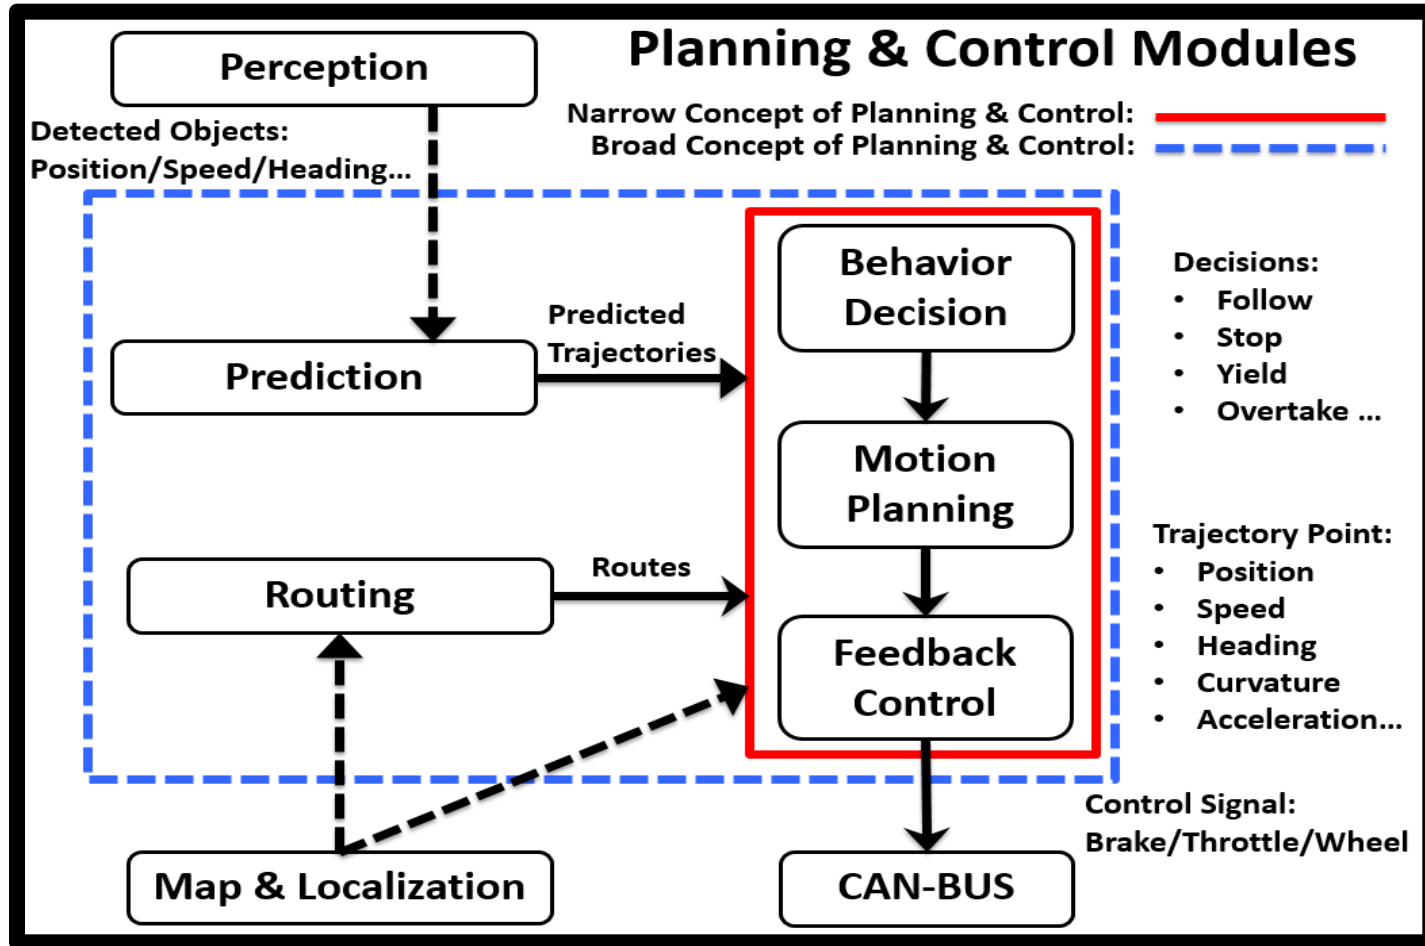 Planning & Control Modules
Perception
Narrow Concept of Planning & Control:
Broad Concept of Planning & Control:
Detected Objects:
Position/Speed/Heading...
Behavior
Decision
Decisions:
• Follow
• Stop
• Yield
• Overtake ...
Predicted
Trajectories
Prediction
Motion
Planning
Trajectory Point:
• Position
• Speed
• Heading
• Curvature
• Acceleration...
Routes
Routing
Feedback
Control
Control Signal:
Brake/Throttle/Wheel
Map & Localization
CAN-BUS